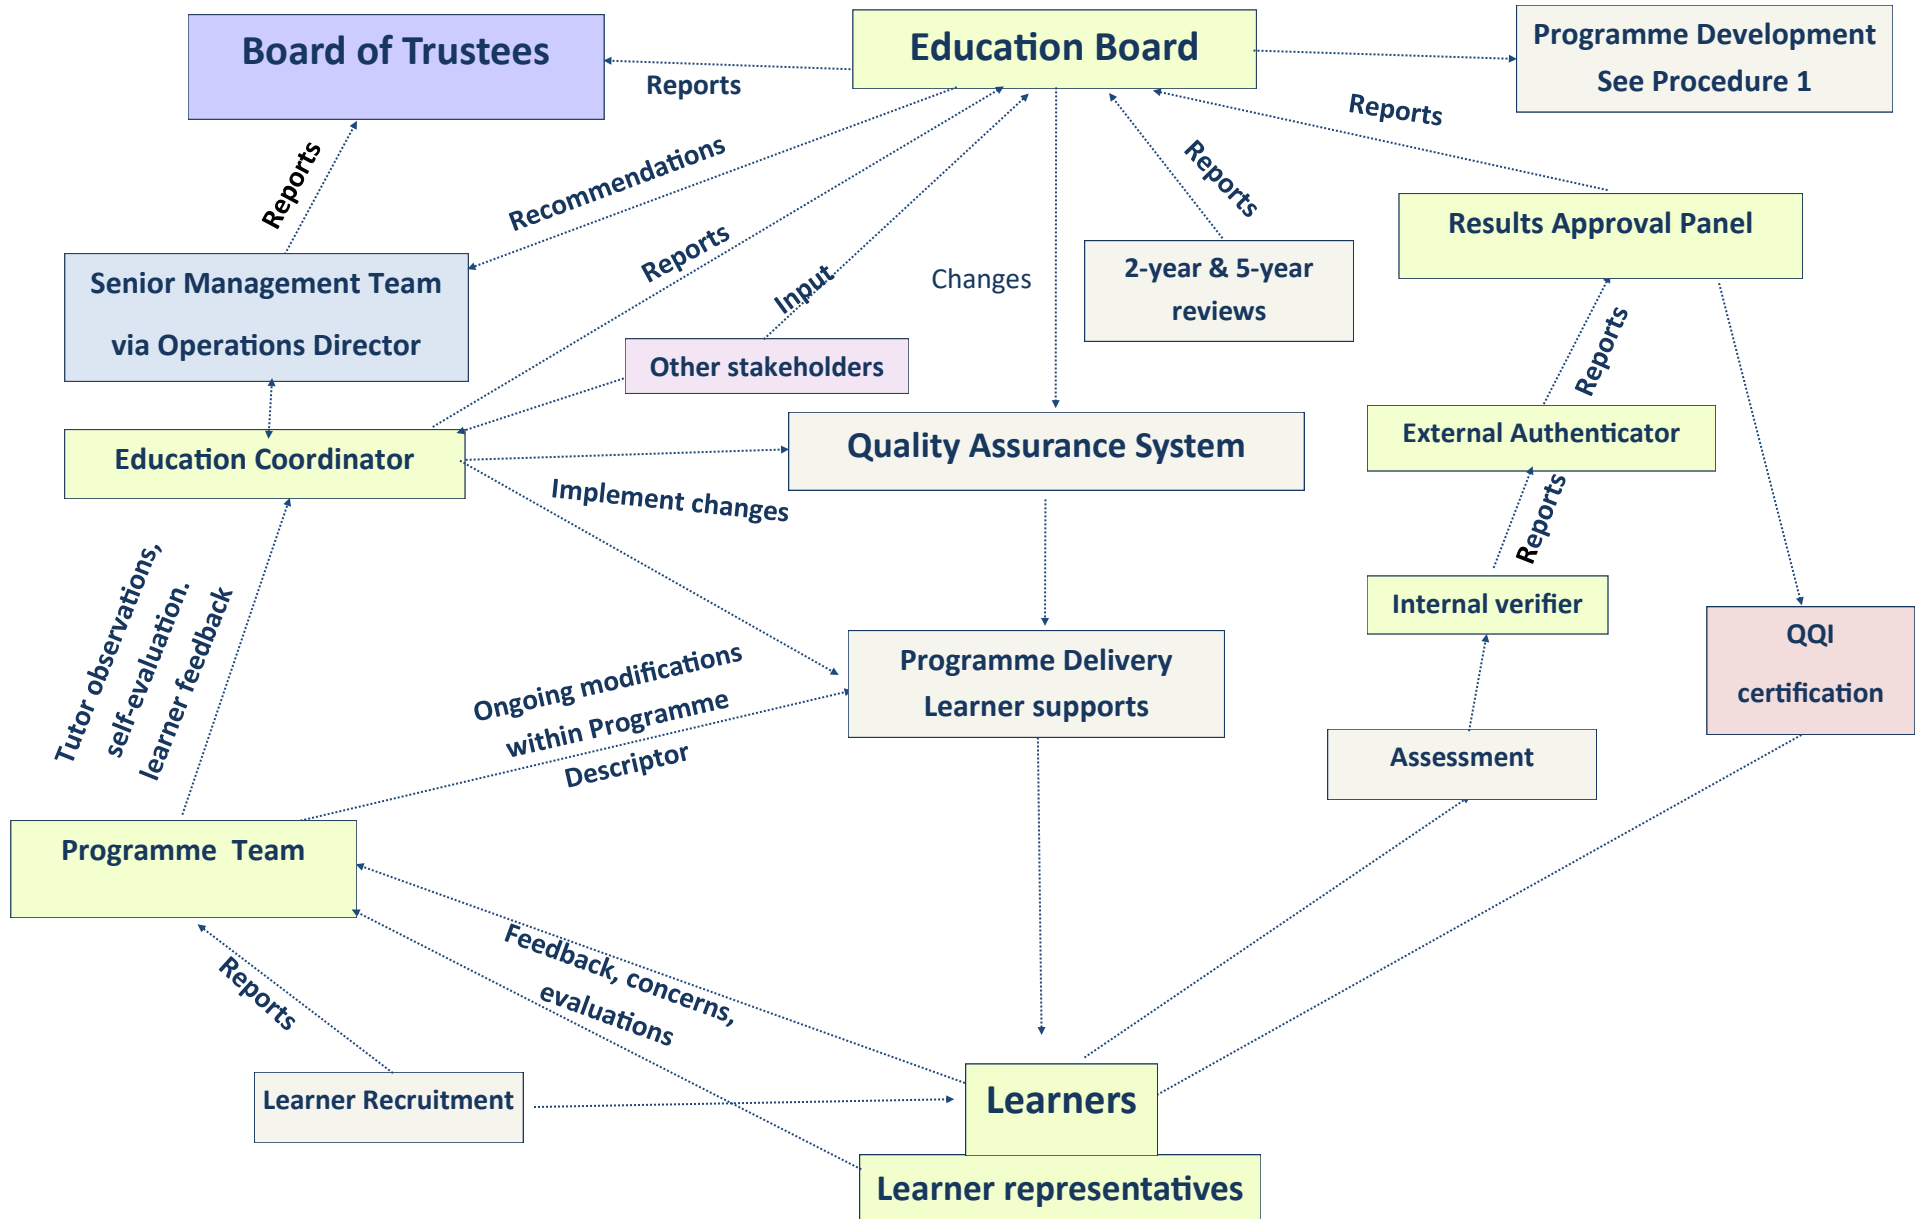 Board of Trustees
Education Board
Programme Development
See Procedure 1
Reports
Reports
Reports
Recommendations
Reports
Reports
Results Approval Panel
Senior Management Team
via Operations Director
Input
Changes
2-year & 5-year
reviews
Other stakeholders
Reports
Education Coordinator
Quality Assurance System
External Authenticator
Implement changes
Reports
Tutor observations,
self-evaluation.
learner feedback
Internal verifier
QQI
certification
Programme Delivery
Learner supports
Ongoing modifications
within Programme
Descriptor
Assessment
Programme Team
Feedback, concerns,
evaluations
Reports
Learner Recruitment
Learners
Learner representatives